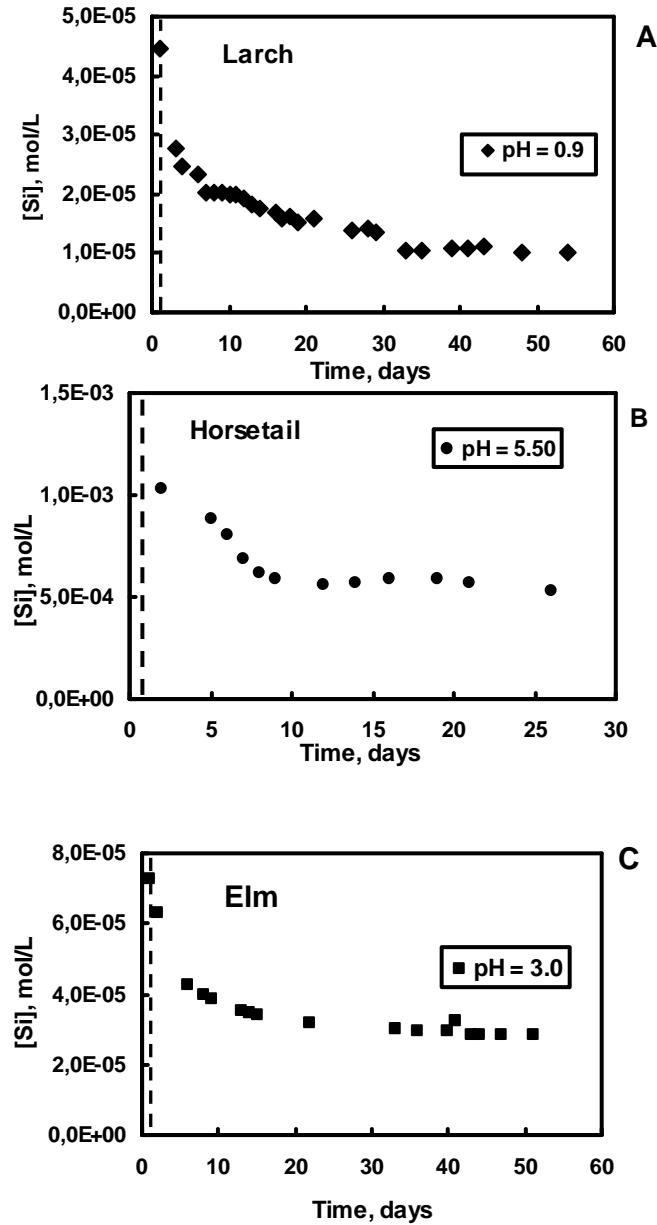 A
Larch
pH = 0.9
[Si], mol/L
5,0E-05
4,0E-05
3,0E-05
2,0E-05
1,0E-05
0,0E+00
0 10 20 30 40 50 60
Time, days
B
Horsetail
pH = 5.50
[Si], mol/L
1,5E-03
1,0E-03
5,0E-04
0,0E+00
0 5 10 15 20 25 30
Time, days
C
Elm
pH = 3.0
[Si], mol/L
8,0E-05
6,0E-05
4,0E-05
2,0E-05
0,0E+00
0 10 20 30 40 50 60
Time, days